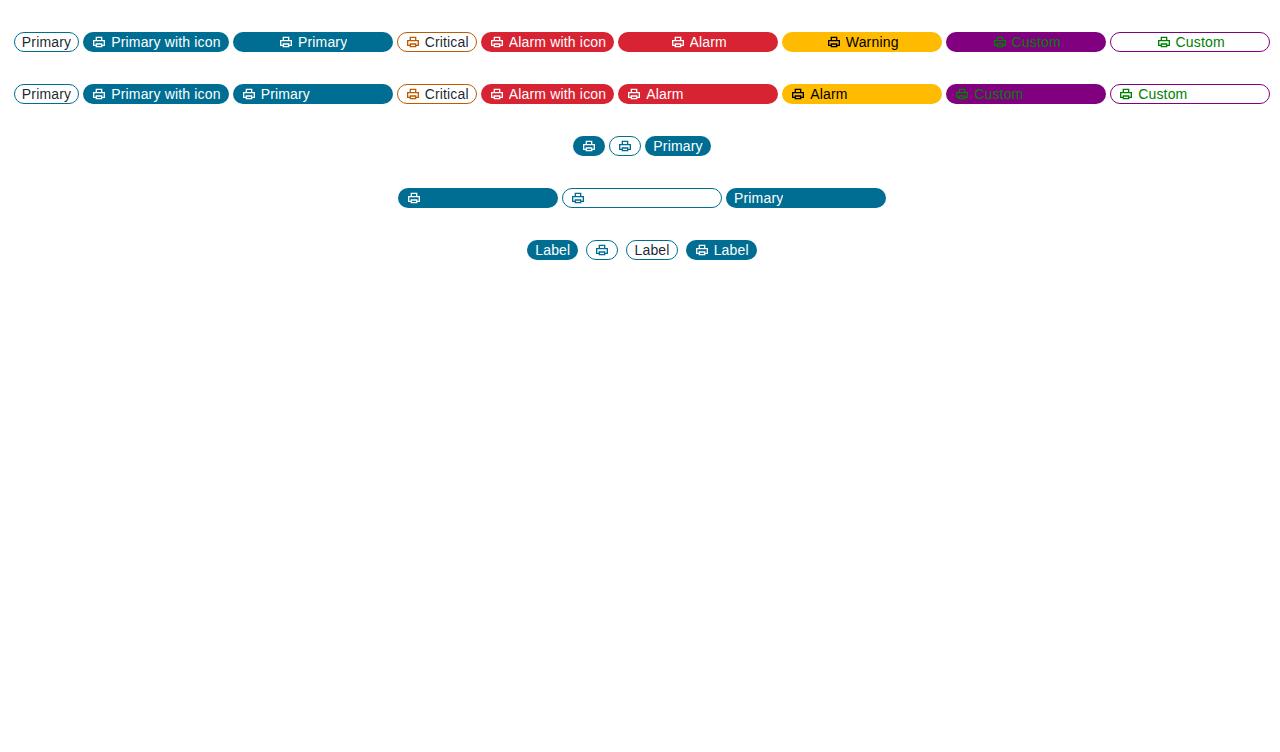 Primary Primary with icon Primary Critical Alarm with icon Alarm Warning Custom Custom
Primary Primary with icon Primary Critical Alarm with icon Alarm Alarm Custom Custom
Primary
Primary
Label Label Label